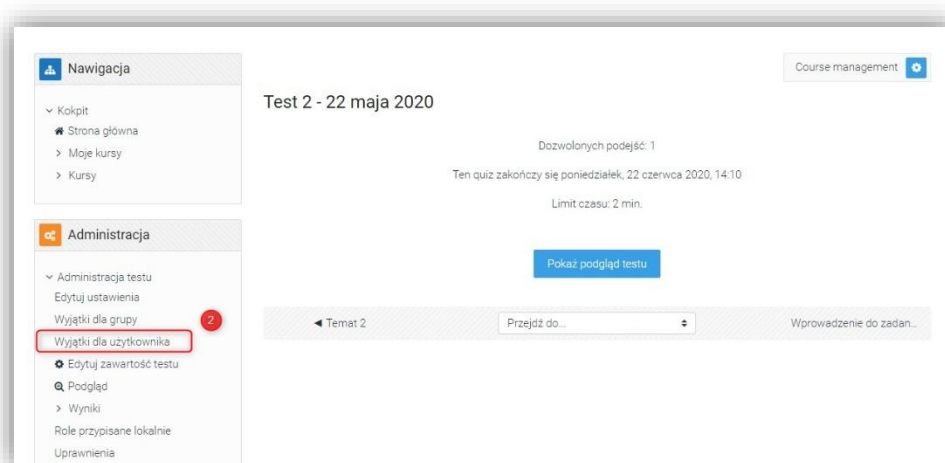 Nawigacja
Kokpit
Strona główna
Moje kursy
Kursy
Administracja
Administracja testu
Edytuj ustawienia
Wyjątki dla grupy
2
Wyjątki dla użytkownika
Edytuj zawartość testu
Podgląd
Wyniki
Role przypisane lokalnie
Uprawnienia
Course management
Test 2 - 22 maja 2020
Dozwolonych podejść: 1
Ten quiz zakończy się poniedziałek, 22 czerwca 2020, 14:10
Limit czasu: 2 min.
Pokaż podgląd testu
◄ Temat 2
Przejdź do...
Wprowadzenie do zadan...